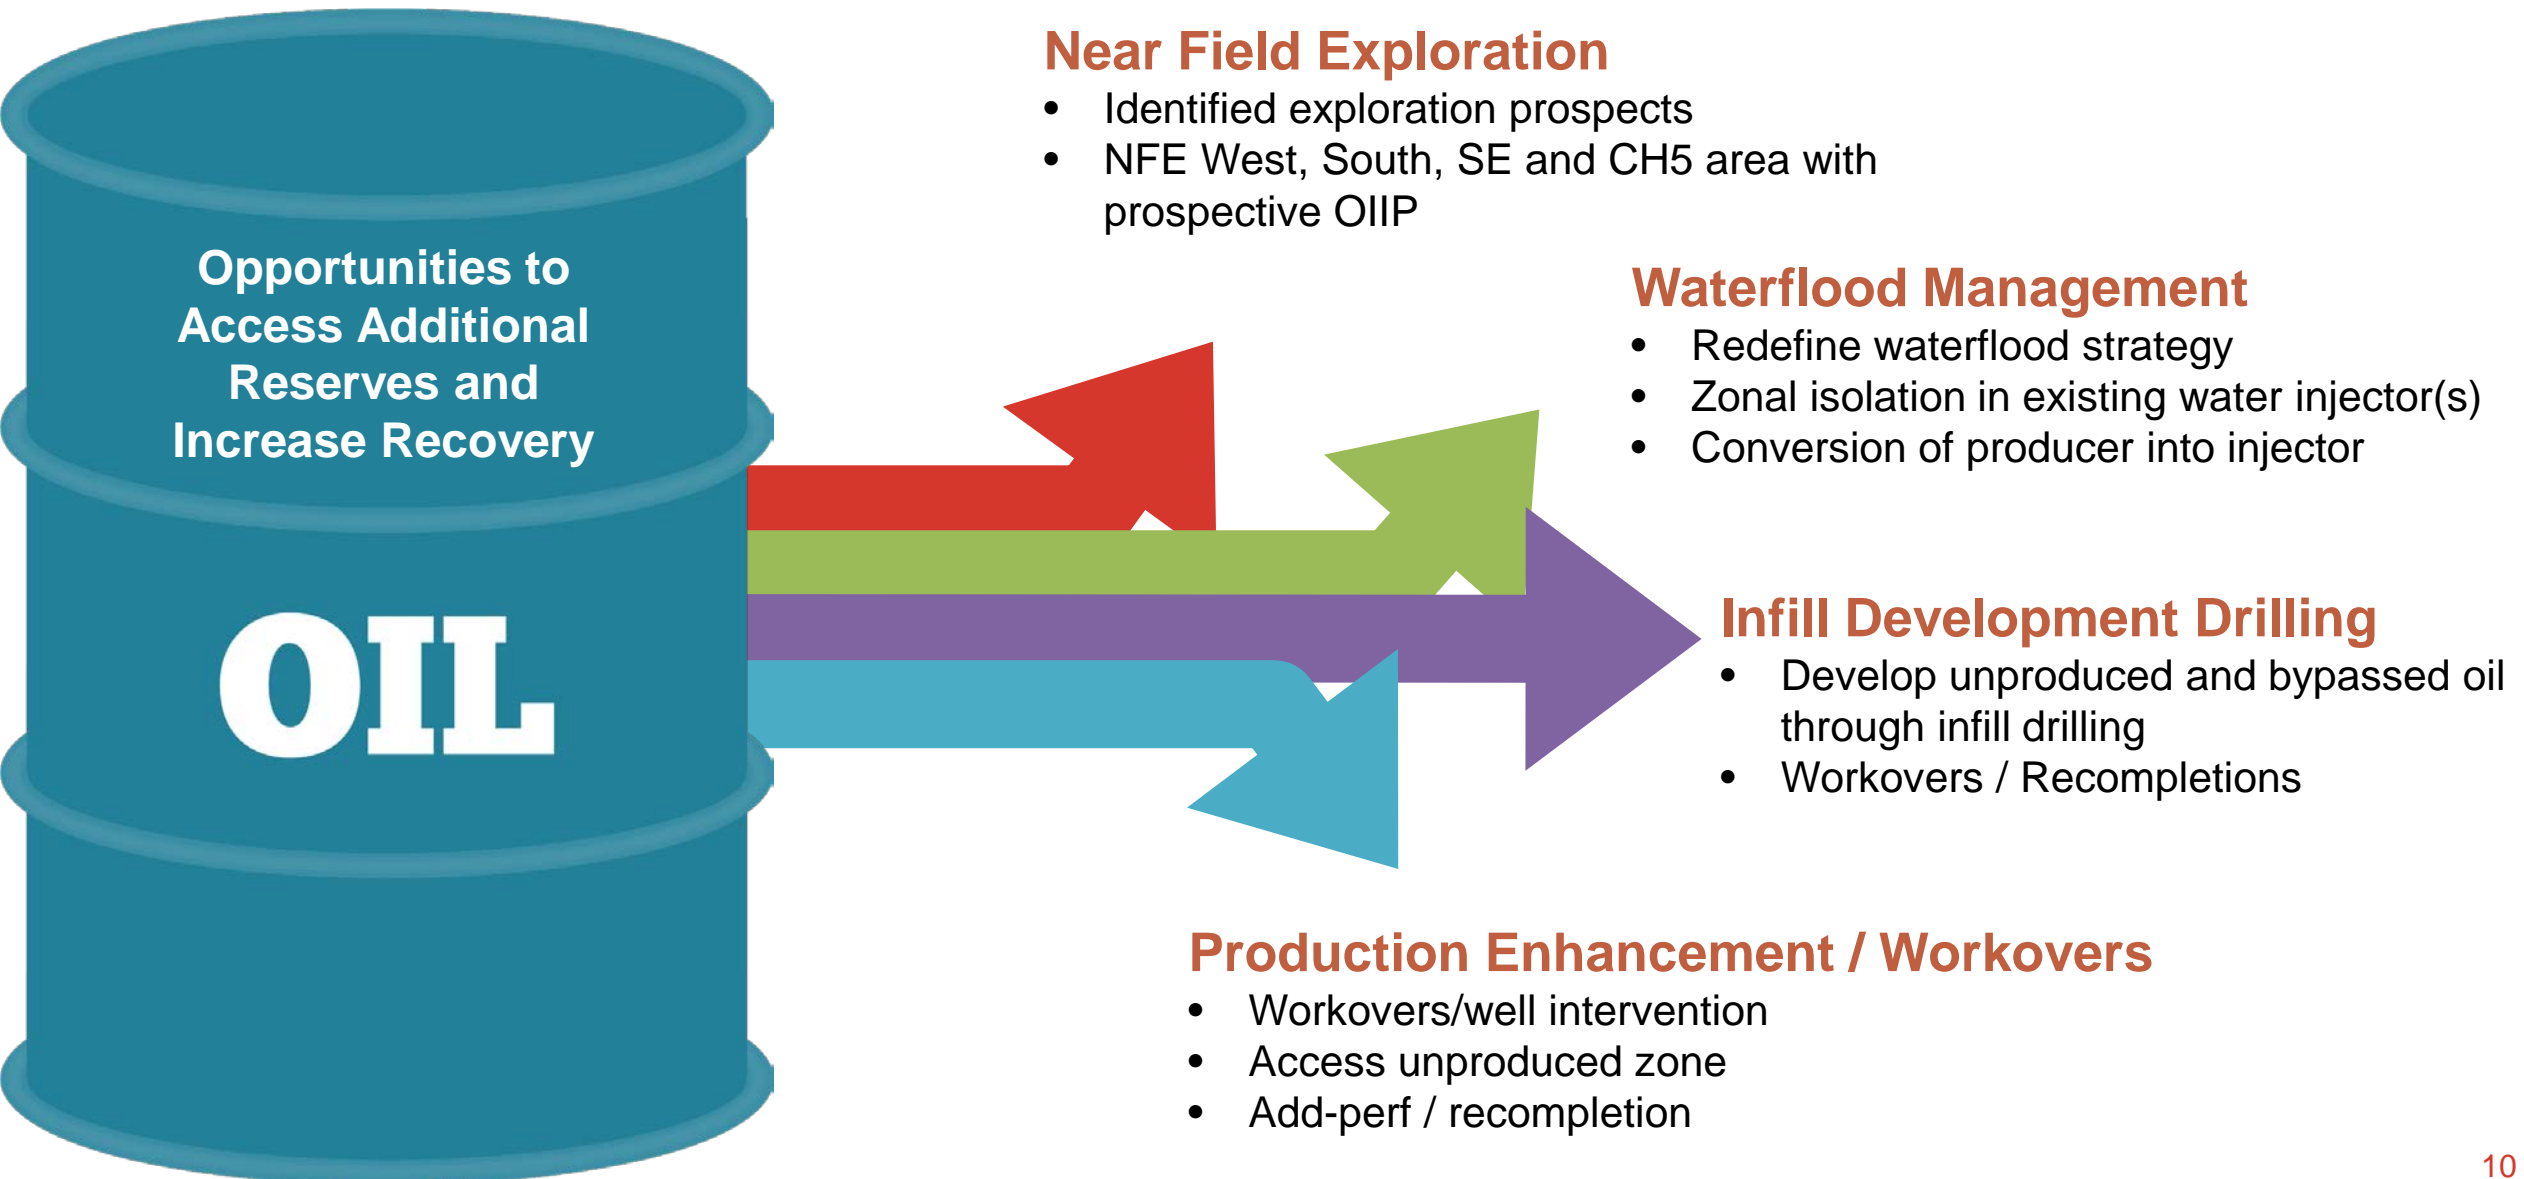 Opportunities to
Access Additional
Reserves and
Increase Recovery
OIL
Near Field Exploration
• Identified exploration prospects
• NFE West, South, SE and CH5 area with
prospective OIIP
Waterflood Management
• Redefine waterflood strategy
• Zonal isolation in existing water injector(s)
• Conversion of producer into injector
Infill Development Drilling
• Develop unproduced and bypassed oil
through infill drilling
• Workovers / Recompletions
Production Enhancement / Workovers
• Workovers/well intervention
• Access unproduced zone
• Add-perf / recompletion
10